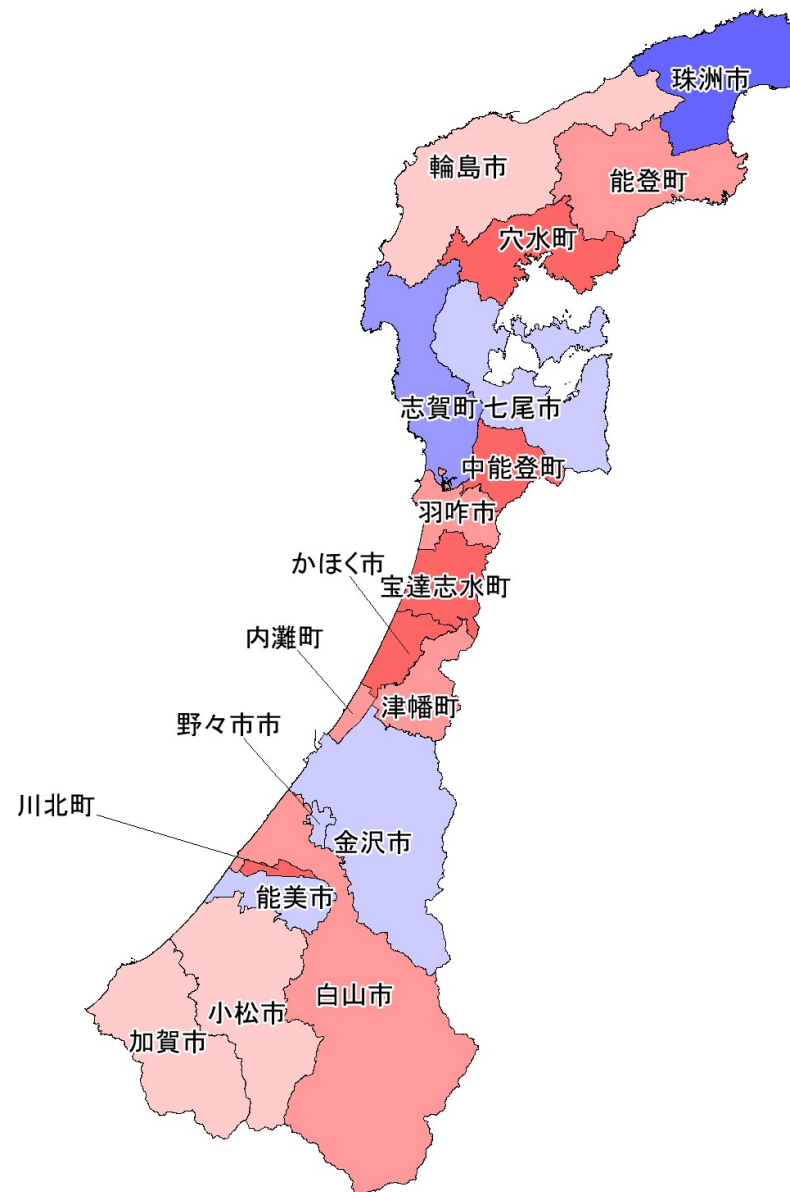 珠洲市
輪島市
能登町
穴水町
志賀町
七尾市
中能登町
羽咋市
かほく市
宝達志水町
内灘町
津幡町
野々市市
川北町
金沢市
能美市
白山市
小松市
加賀市